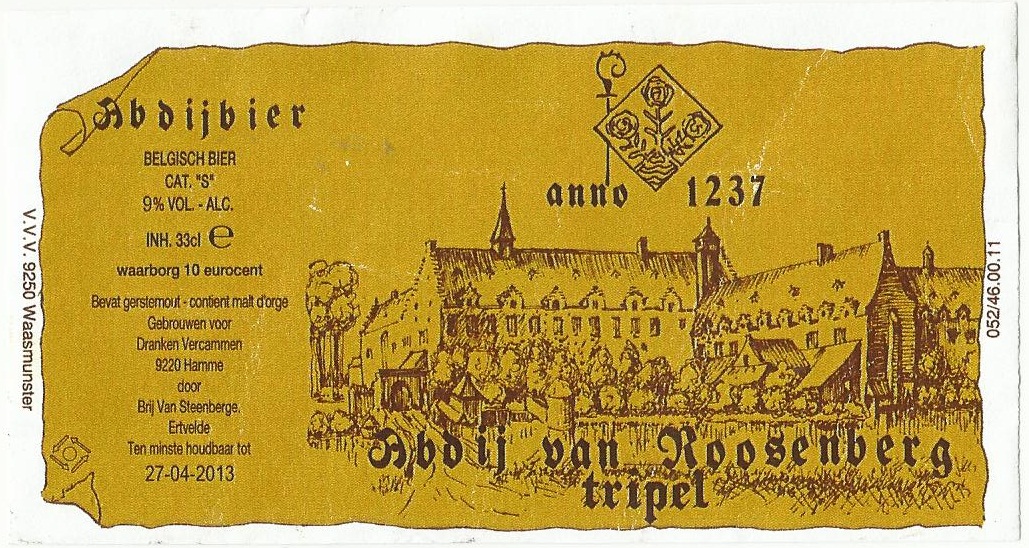 Abdijbier
BELGISCH BIER
CAT. "S"
9% VOL. - ALC.
INH. 33cl e
waarborg 10 eurocent
Bevat gerstemout - contient malt d'orge
Gebrouwen voor
Dranken Vercammen
9220 Hamme
door
Brij Van Steenberge.
Ertvelde
Ten minste houdbaar tot
27-04-2013
V.V.V. 9250 Waasmunster
anno 1237
Abdij van Roosenberg
tripel
052/46.00.11